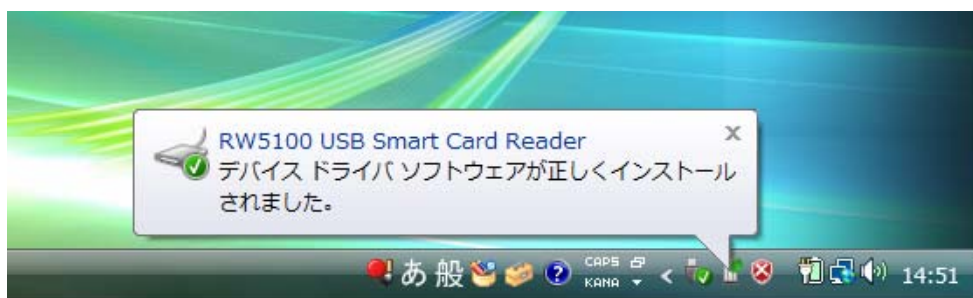 RW5100 USB Smart Card Reader
デバイス ドライバ ソフトウェアが正しくインストール
されました。
あ 般 CAPS KANA 14:51